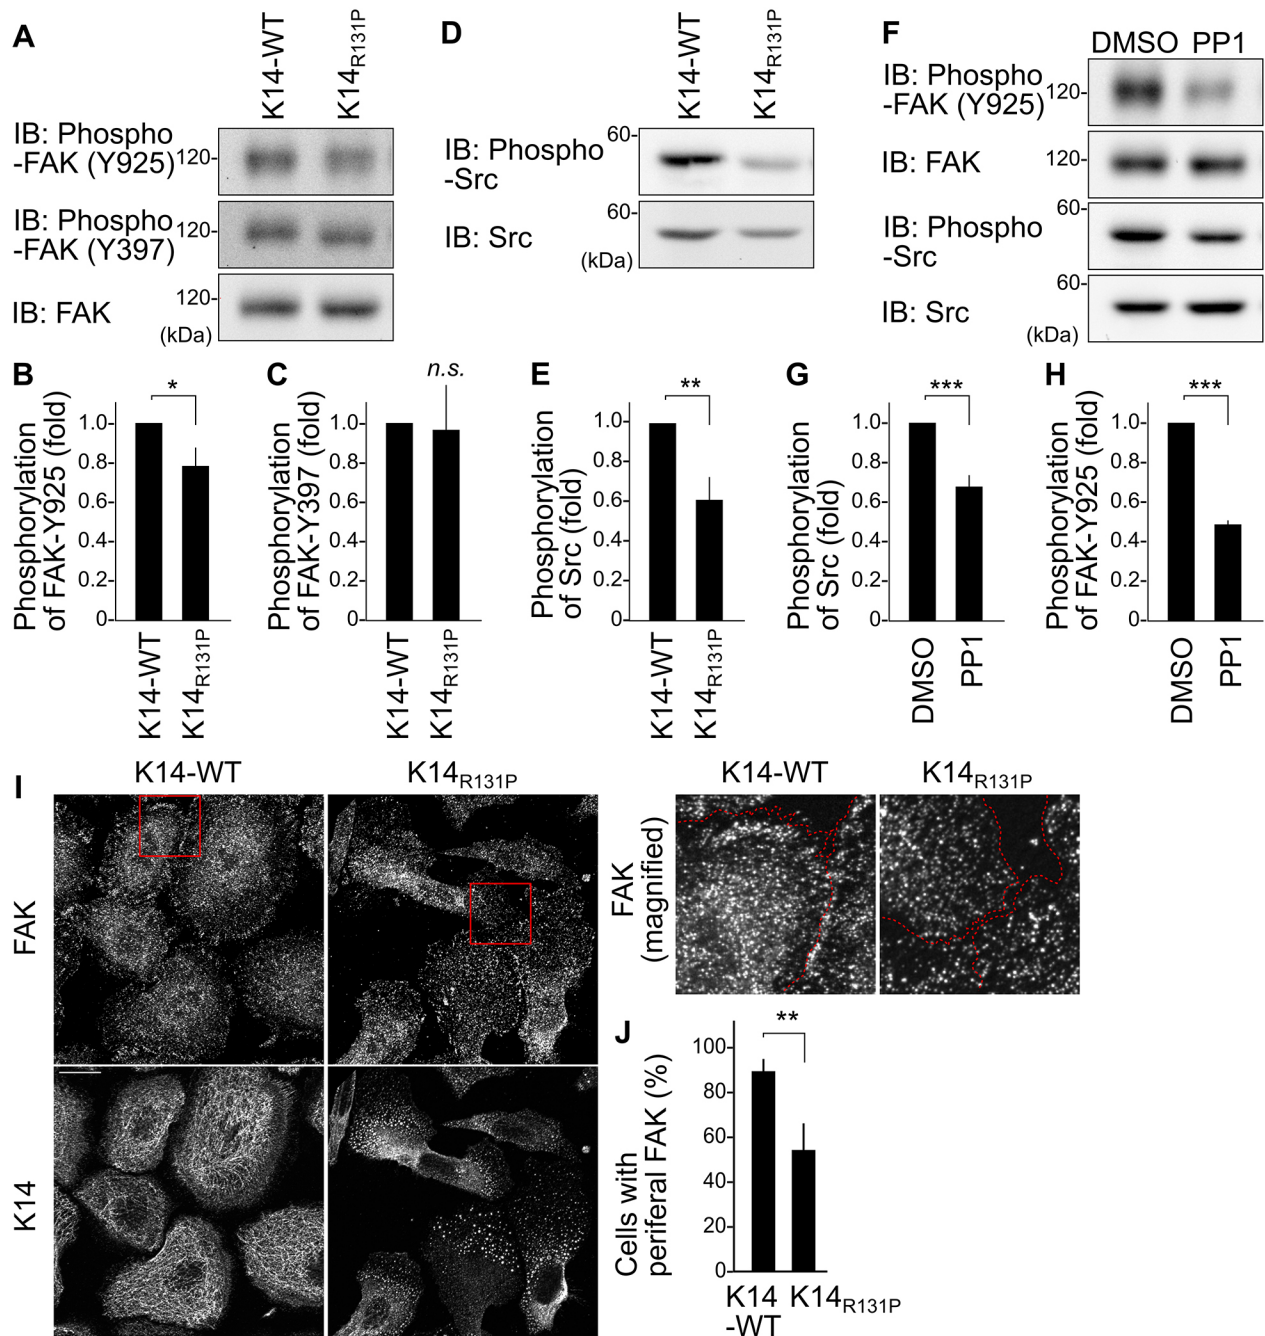 A
K14-WT
K14R131P
IB: Phospho
-FAK (Y925)
120-
IB: Phospho
-FAK (Y397)
120-
IB: FAK
120-
(kDa)
D
K14-WT
K14R131P
IB: Phospho
-Src
60-
IB: Src
60-
(kDa)
F
DMSO PP1
IB: Phospho
-FAK (Y925)
120-
IB: FAK
120-
IB: Phospho
-Src
60-
IB: Src
60-
(kDa)
B
Phosphorylation
of FAK-Y925 (fold)
1.0
0.8
0.6
0.4
0.2
0
*
K14-WT
K14R131P
C
Phosphorylation
of FAK-Y397 (fold)
1.0
0.8
0.6
0.4
0.2
0
n.s.
K14-WT
K14R131P
E
Phosphorylation
of Src (fold)
1.0
0.8
0.6
0.4
0.2
0
**
K14-WT
K14R131P
G
Phosphorylation
of Src (fold)
1.0
0.8
0.6
0.4
0.2
0
***
DMSO
PP1
H
Phosphorylation
of FAK-Y925 (fold)
1.0
0.8
0.6
0.4
0.2
0
***
DMSO
PP1
I
K14-WT
K14R131P
FAK
K14
K14-WT
K14R131P
FAK
(magnified)
J
Cells with
periferal FAK (%)
100
80
60
40
20
0
**
K14
-WT
K14R131P